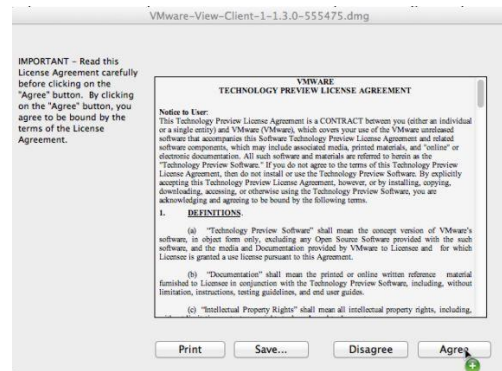 VMware-View-Client-1-1.3.0-555475.dmg
IMPORTANT – Read this
License Agreement carefully
before clicking on the
"Agree" button. By clicking
on the "Agree" button, you
agree to be bound by the
terms of the License
Agreement.
VMWARE
TECHNOLOGY PREVIEW LICENSE AGREEMENT
Notice to User:
This Technology Preview License Agreement is a CONTRACT between you (either an individual
or a single entity) and VMware (VMware), which covers your use of the VMware unreleased
software that accompanies this Software Technology Preview License Agreement and related
software components, which may include associated media, printed materials, and "online" or
electronic documentation. All such software and materials are referred to herein as the
"Technology Preview Software." If you do not agree to the terms of this Technology Preview
License Agreement, then do not install or use the Technology Preview Software. By explicitly
accepting this Technology Preview License Agreement, however, or by installing, copying,
downloading, accessing, or otherwise using the Technology Preview Software, you are
acknowledging and agreeing to be bound by the following terms.
1. DEFINITIONS.
(a) "Technology Preview Software" shall mean the concept version of VMware's
software, in object form only, excluding any Open Source Software provided with the such
software, and the media and Documentation provided by VMware to Licensee and for which
Licensee is granted a use license pursuant to this Agreement.
(b) "Documentation" shall mean the printed or online written reference material
furnished to Licensee in conjunction with the Technology Preview Software, including, without
limitation, instructions, testing guidelines, and end user guides.
(c) "Intellectual Property Rights" shall mean all intellectual property rights, including,
Print Save... Disagree Agree